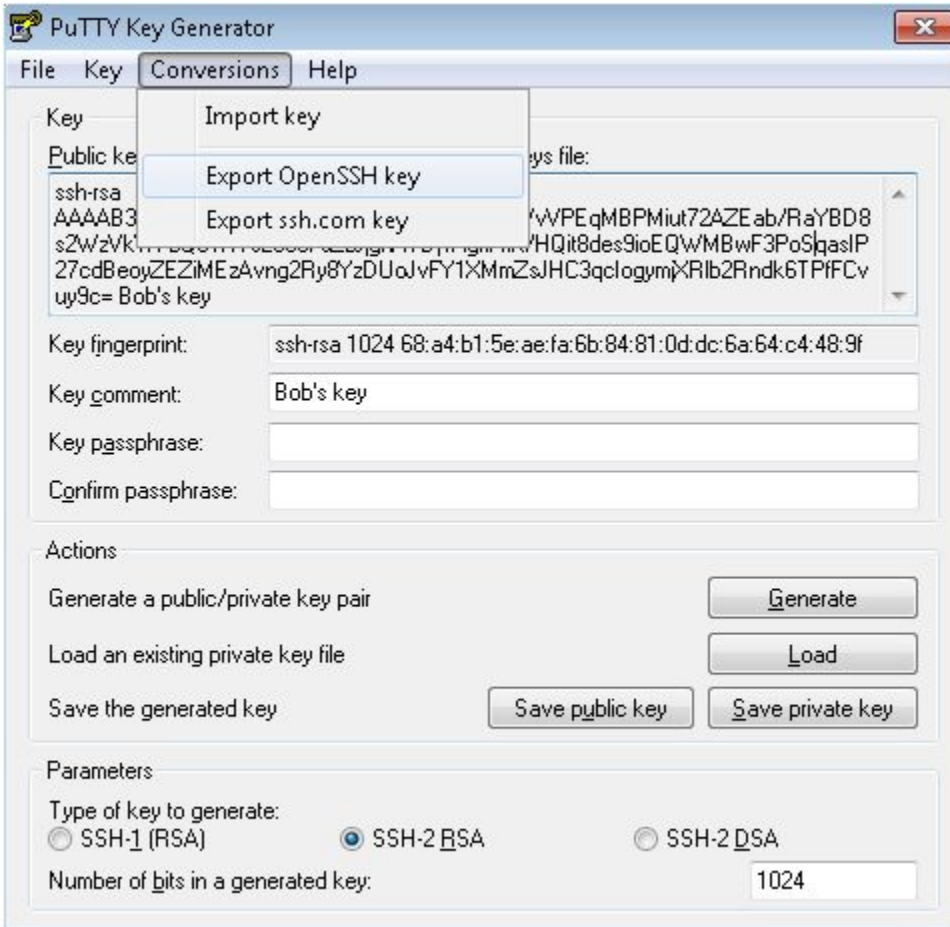 PuTTY Key Generator
File Key Conversions Help
Import key
Export OpenSSH key
Export ssh.com key
Key
Public ke ys file:
ssh-rsa
AAAAB3 /vVPEqMBPMiut72AZEab/RaYBD8
s2WzVk /HQit8des9ioEQWMBwF3PoSqasIP
27cdBeoyZEZiMEzAvng2Ry8YzDUoJvFY1XMmZsJHC3qclogymjXRlb2Rndk6TPfFCv
uy9c= Bob's key
Key fingerprint: ssh-rsa 1024 68:a4:b1:5e:ae:fa:6b:84:81:0d:dc:6a:64:c4:48:9f
Key comment: Bob's key
Key passphrase:
Confirm passphrase:
Actions
Generate a public/private key pair Generate
Load an existing private key file Load
Save the generated key Save public key Save private key
Parameters
Type of key to generate:
SSH-1 (RSA) SSH-2 RSA SSH-2 DSA
Number of bits in a generated key: 1024